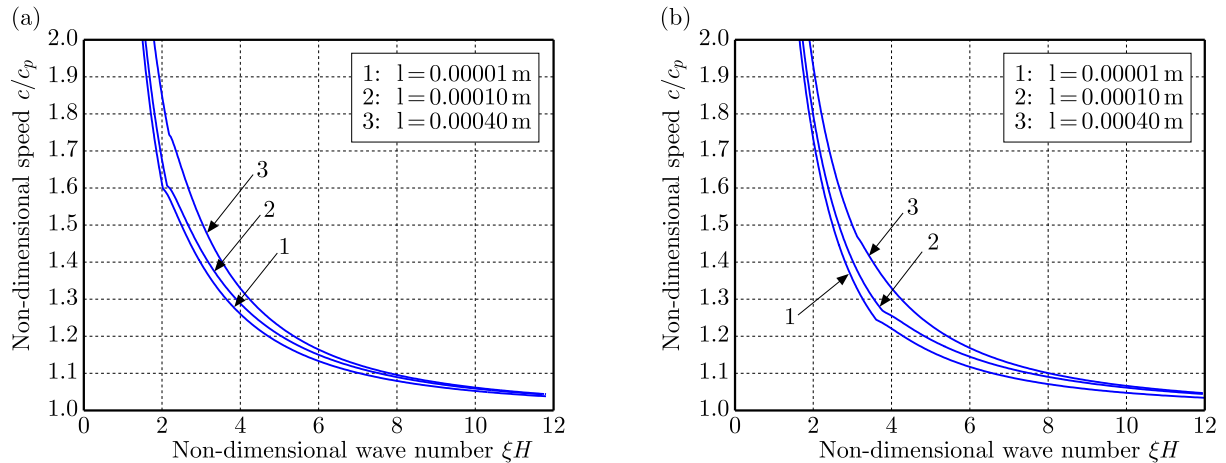 (a)
Non-dimensional speed c/c_p
2.0
1.9
1.8
1.7
1.6
1.5
1.4
1.3
1.2
1.1
1.0
1: l=0.00001 m
2: l=0.00010 m
3: l=0.00040 m
3
2
1
0 2 4 6 8 10 12
Non-dimensional wave number ξH
(b)
Non-dimensional speed c/c_p
2.0
1.9
1.8
1.7
1.6
1.5
1.4
1.3
1.2
1.1
1.0
1: l=0.00001 m
2: l=0.00010 m
3: l=0.00040 m
3
2
1
0 2 4 6 8 10 12
Non-dimensional wave number ξH